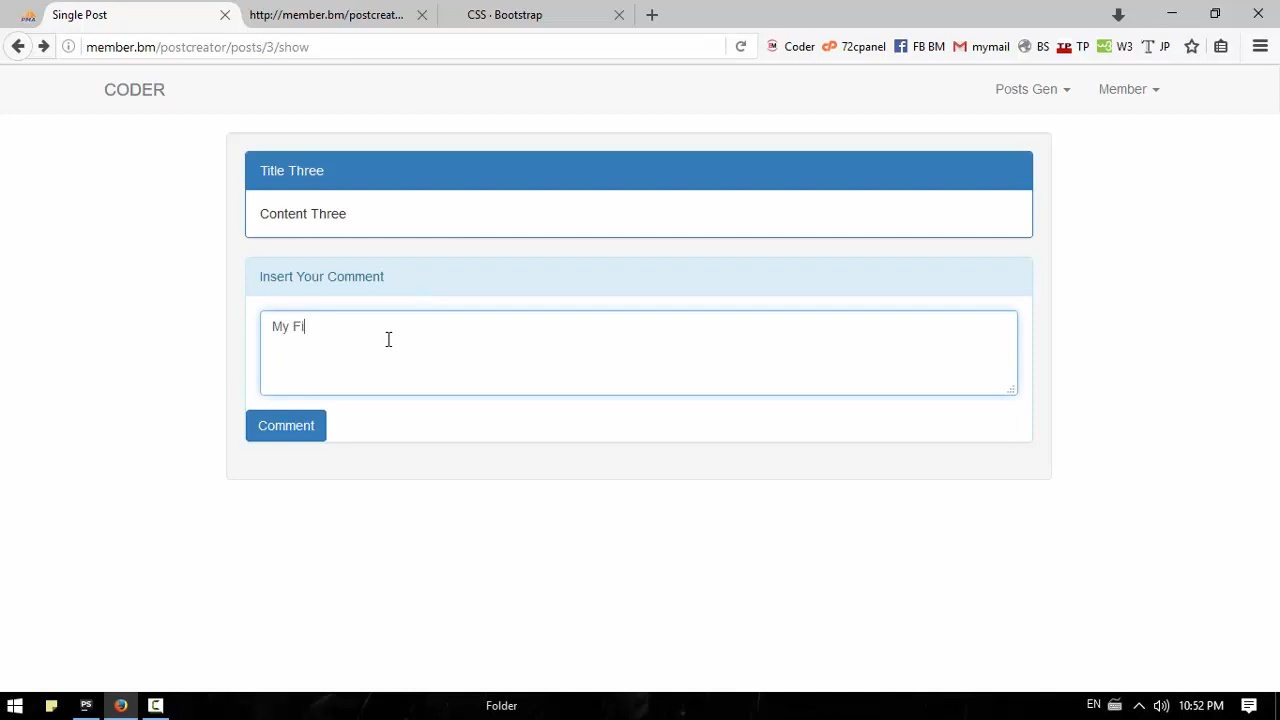 Single Post
http://member.bm/postcreat...
CSS · Bootstrap
member.bm/postcreator/posts/3/show
Coder
72cpanel
FB BM
mymail
BS
TP
W3
JP
CODER
Posts Gen
Member
Title Three
Content Three
Insert Your Comment
My Fi
Comment
Folder
EN
10:52 PM